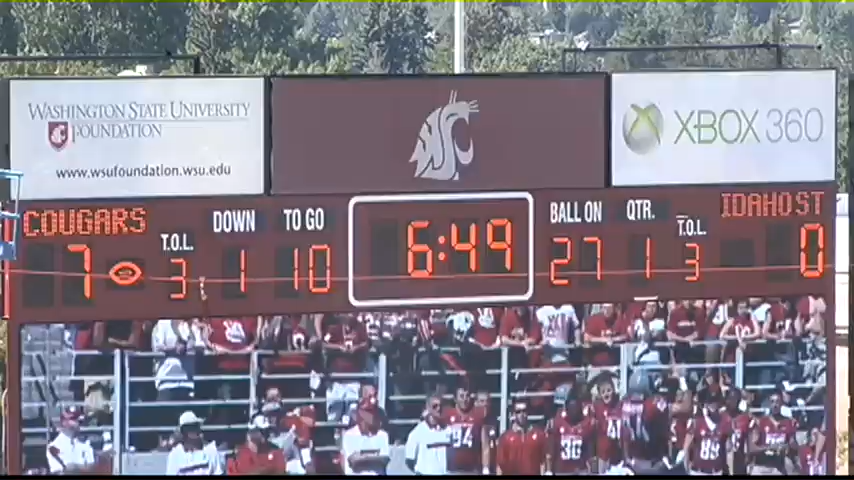 WASHINGTON STATE UNIVERSITY
FOUNDATION
www.wsufoundation.wsu.edu
XBOX 360
COUGARS DOWN TO GO BALL ON QTR. IDAHO ST
T.O.L. T.O.L.
7 3 1 10 6:49 27 1 3 0
94 30 41 89